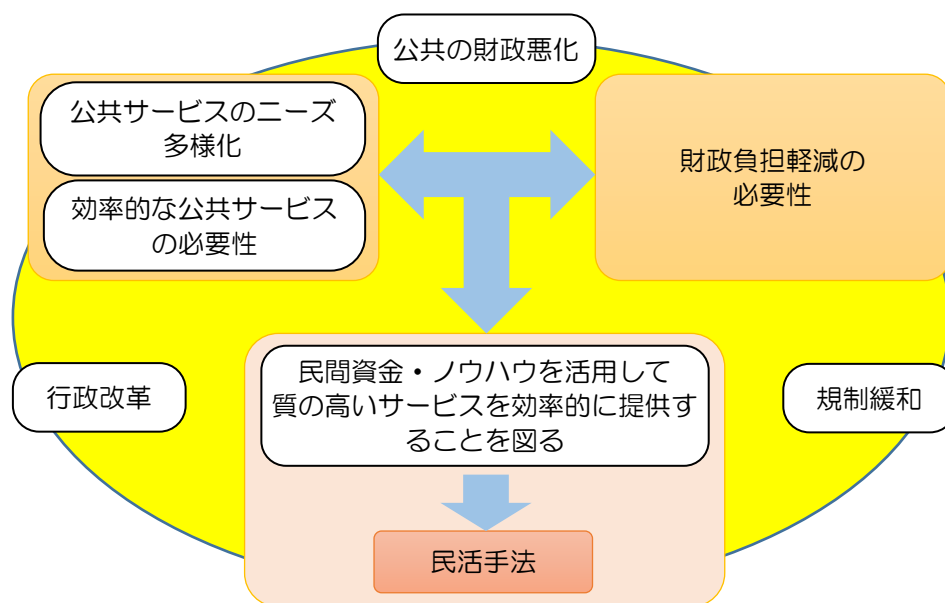 公共の財政悪化
公共サービスのニーズ
多様化
効率的な公共サービス
の必要性
財政負担軽減の
必要性
行政改革
民間資金・ノウハウを活用して
質の高いサービスを効率的に提供す
ることを図る
規制緩和
民活手法